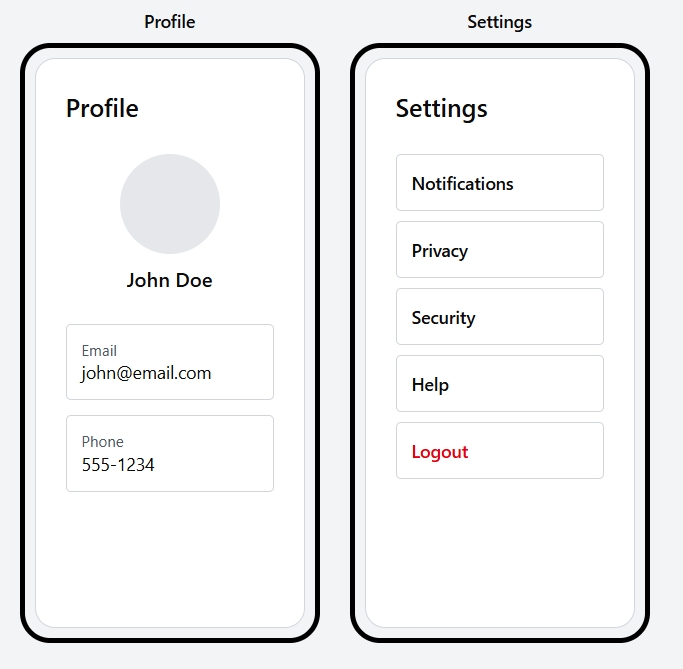 Profile
Profile
John Doe
Email
john@email.com
Phone
555-1234
Settings
Settings
Notifications
Privacy
Security
Help
Logout